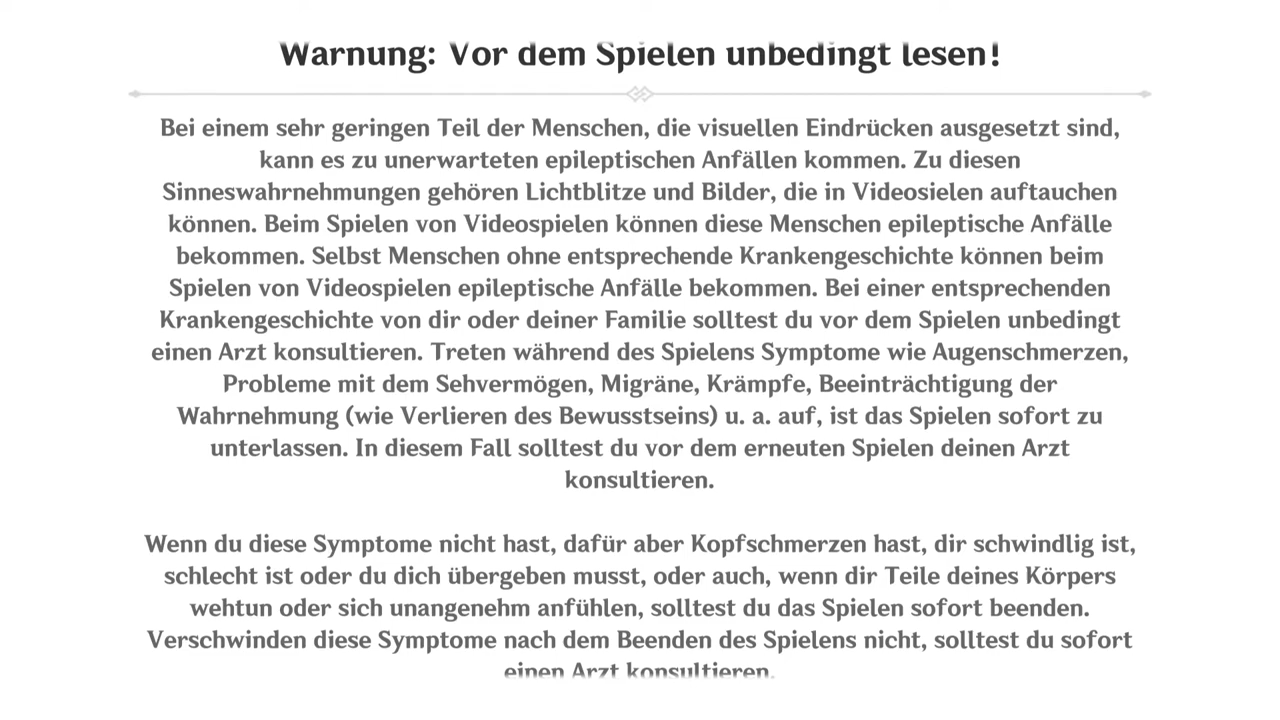 Warnung: Vor dem Spielen unbedingt lesen!
Bei einem sehr geringen Teil der Menschen, die visuellen Eindrücken ausgesetzt sind,
kann es zu unerwarteten epileptischen Anfällen kommen. Zu diesen
Sinneswahrnehmungen gehören Lichtblitze und Bilder, die in Videosielen auftauchen
können. Beim Spielen von Videospielen können diese Menschen epileptische Anfälle
bekommen. Selbst Menschen ohne entsprechende Krankengeschichte können beim
Spielen von Videospielen epileptische Anfälle bekommen. Bei einer entsprechenden
Krankengeschichte von dir oder deiner Familie solltest du vor dem Spielen unbedingt
einen Arzt konsultieren. Treten während des Spielens Symptome wie Augenschmerzen,
Probleme mit dem Sehvermögen, Migräne, Krämpfe, Beeinträchtigung der
Wahrnehmung (wie Verlieren des Bewusstseins) u. a. auf, ist das Spielen sofort zu
unterlassen. In diesem Fall solltest du vor dem erneuten Spielen deinen Arzt
konsultieren.
Wenn du diese Symptome nicht hast, dafür aber Kopfschmerzen hast, dir schwindlig ist,
schlecht ist oder du dich übergeben musst, oder auch, wenn dir Teile deines Körpers
wehtun oder sich unangenehm anfühlen, solltest du das Spielen sofort beenden.
Verschwinden diese Symptome nach dem Beenden des Spielens nicht, solltest du sofort
einen Arzt konsultieren.